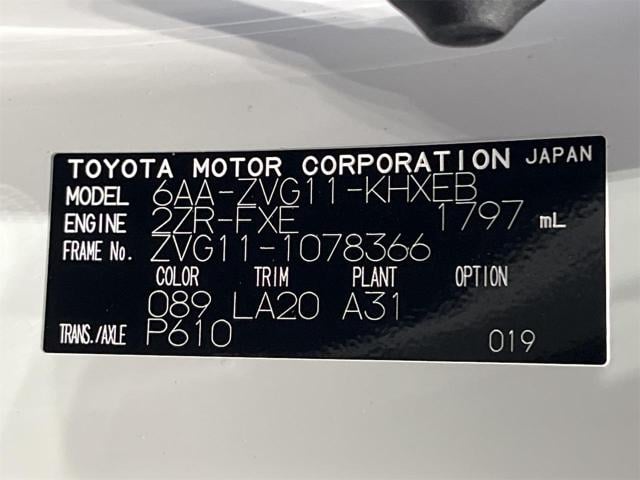 TOYOTA MOTOR CORPORATION JAPAN
MODEL 6AA-ZVG11-KHXEB
ENGINE 2ZR-FXE 1797 mL
FRAME No. ZVG11-1078366
COLOR TRIM PLANT OPTION
089 LA20 A31
TRANS./AXLE P610
019